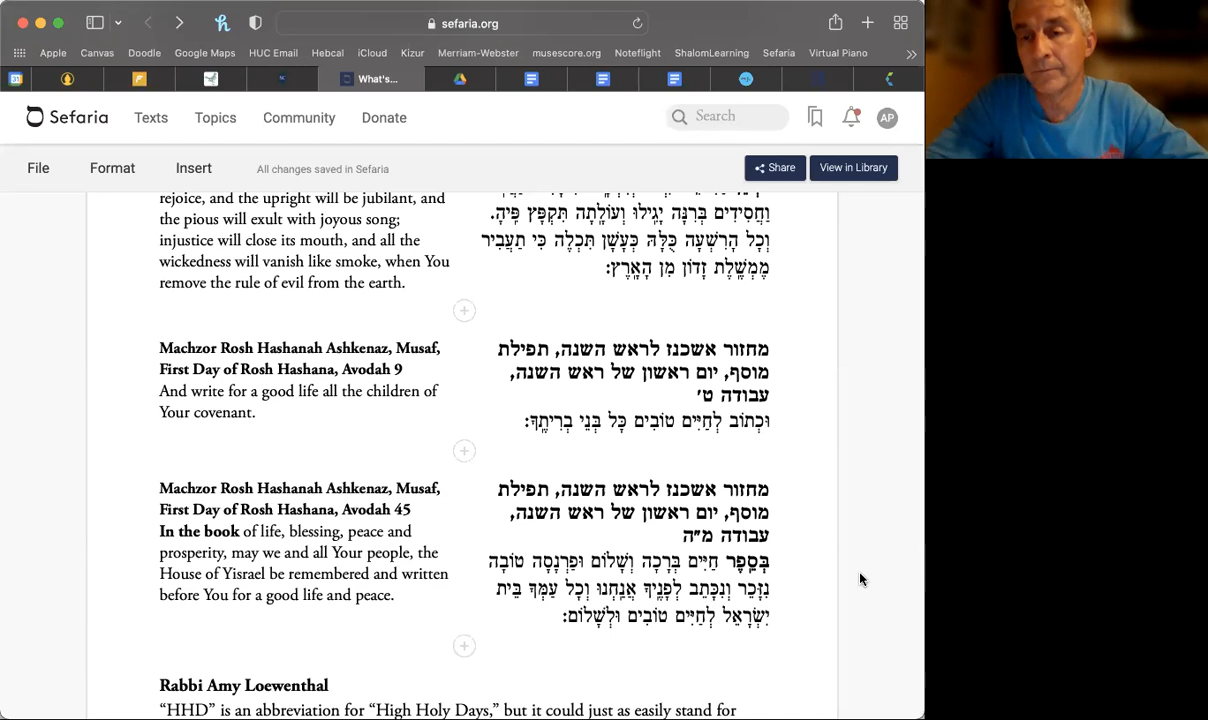 sefaria.org
Apple Canvas Doodle Google Maps HUC Email Hebcal iCloud Kizur Merriam-Webster musescore.org Noteflight ShalomLearning Sefaria Virtual Piano
What's...
Sefaria Texts Topics Community Donate Search AP
File Format Insert All changes saved in Sefaria Share View in Library
rejoice, and the upright will be jubilant, and
the pious will exult with joyous song;
injustice will close its mouth, and all the
wickedness will vanish like smoke, when You
remove the rule of evil from the earth.
וַחֲסִידִים בְּרִנָּה יָגִֽילוּ וְעוֹלָֽתָה תִּקְפָּץ פִּֽיהָ.
וְכָל הָרִשְׁעָה כֻּלָּהּ כְּעָשָׁן תִּכְלֶה כִּי תַעֲבִיר
מֶמְשֶֽׁלֶת זָדוֹן מִן הָאָֽרֶץ:
Machzor Rosh Hashanah Ashkenaz, Musaf,
First Day of Rosh Hashana, Avodah 9
And write for a good life all the children of
Your covenant.
מחזור אשכנז לראש השנה, תפילת
מוסף, יום ראשון של ראש השנה,
עבודה ט׳
וּכְתוֹב לְחַיִּים טוֹבִים כָּל בְּנֵי בְרִיתֶֽךָ:
Machzor Rosh Hashanah Ashkenaz, Musaf,
First Day of Rosh Hashana, Avodah 45
In the book of life, blessing, peace and
prosperity, may we and all Your people, the
House of Yisrael be remembered and written
before You for a good life and peace.
מחזור אשכנז לראש השנה, תפילת
מוסף, יום ראשון של ראש השנה,
עבודה מ״ה
בְּסֵֽפֶר חַיִּים בְּרָכָה וְשָׁלוֹם וּפַרְנָסָה טוֹבָה
נִזָּכֵר וְנִכָּתֵב לְפָנֶֽיךָ אֲנַֽחְנוּ וְכָל עַמְּךָ בֵּית
יִשְׂרָאֵל לְחַיִּים טוֹבִים וּלְשָׁלוֹם:
Rabbi Amy Loewenthal
“HHD” is an abbreviation for “High Holy Days,” but it could just as easily stand for